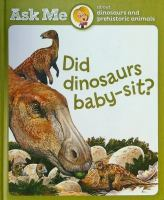 Ask Me
about
dinosaurs and
prehistoric animals
Did
dinosaurs
baby-sit?